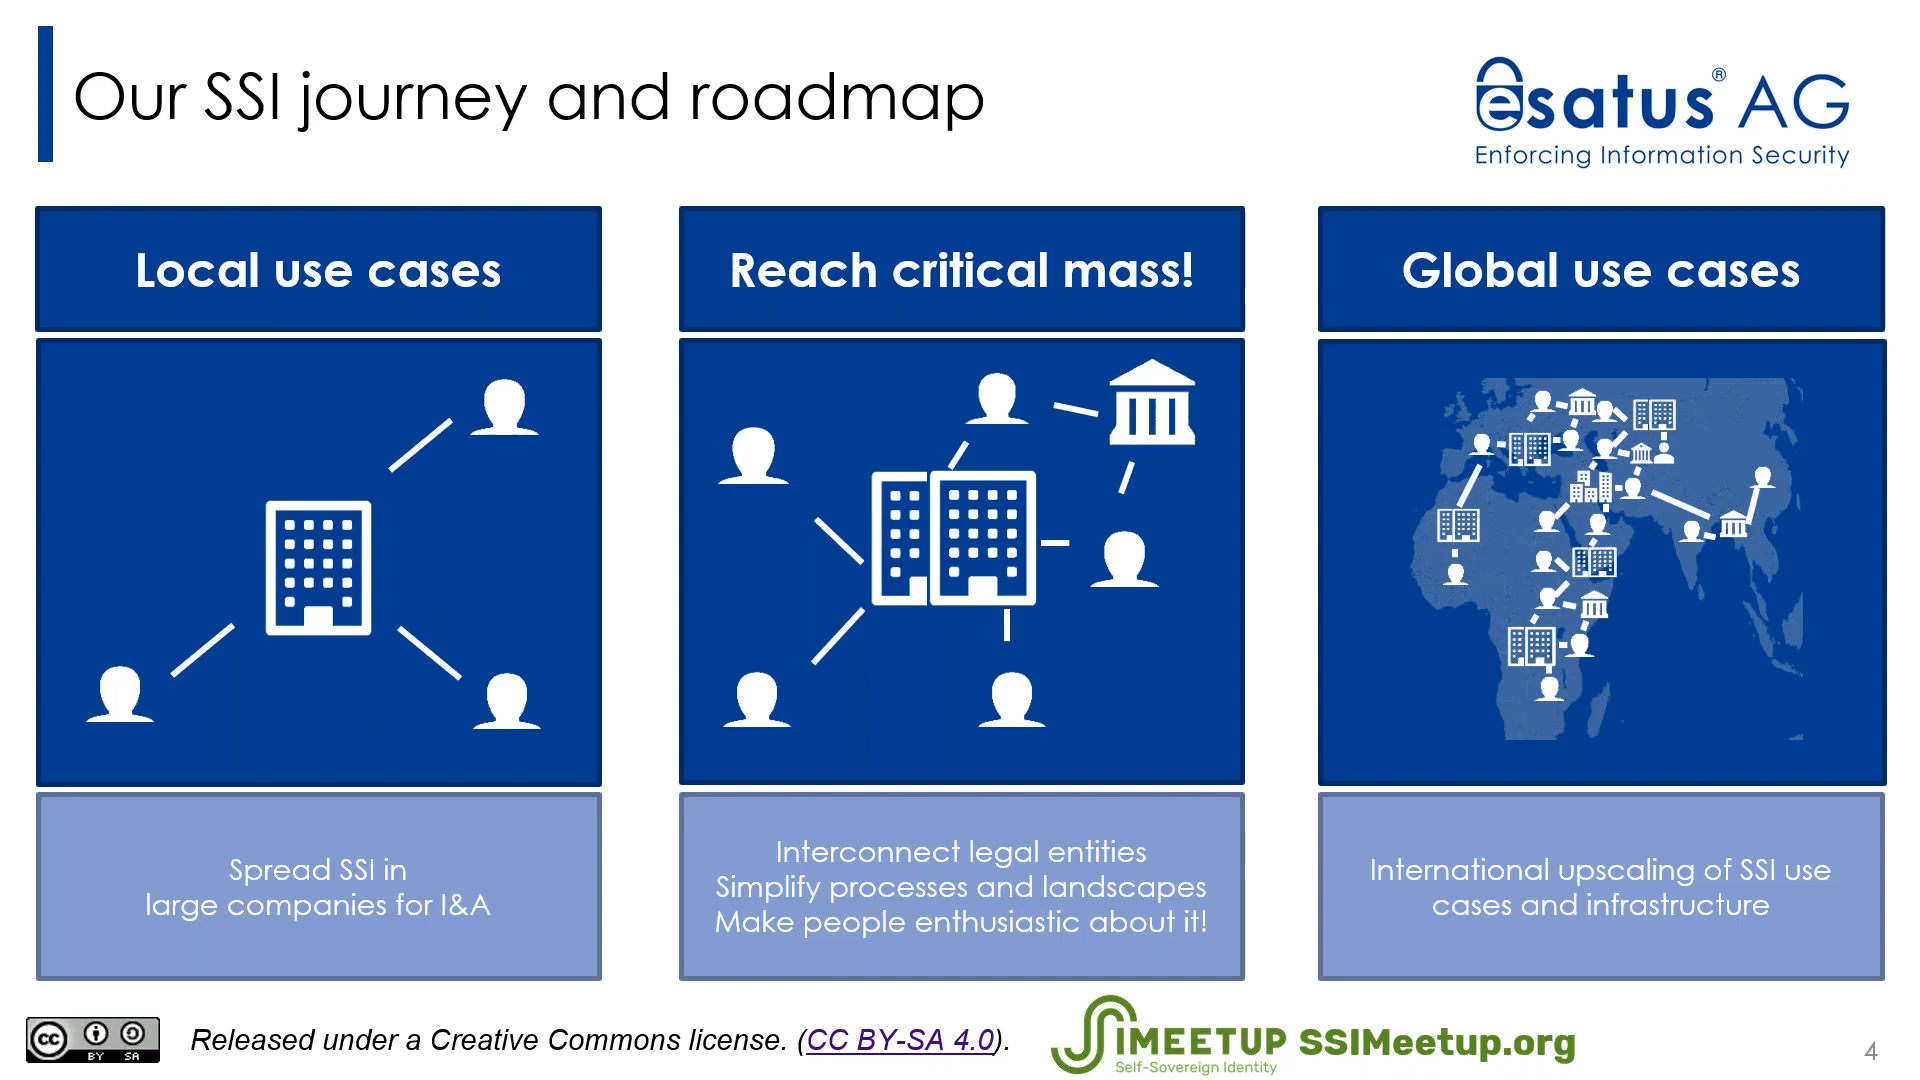 Our SSI journey and roadmap
esatus® AG
Enforcing Information Security
Local use cases
Reach critical mass!
Global use cases
Spread SSI in
large companies for I&A
Interconnect legal entities
Simplify processes and landscapes
Make people enthusiastic about it!
International upscaling of SSI use
cases and infrastructure
cc BY SA
Released under a Creative Commons license. (CC BY-SA 4.0).
SSIMEETUP SSIMeetup.org
Self-Sovereign Identity
4